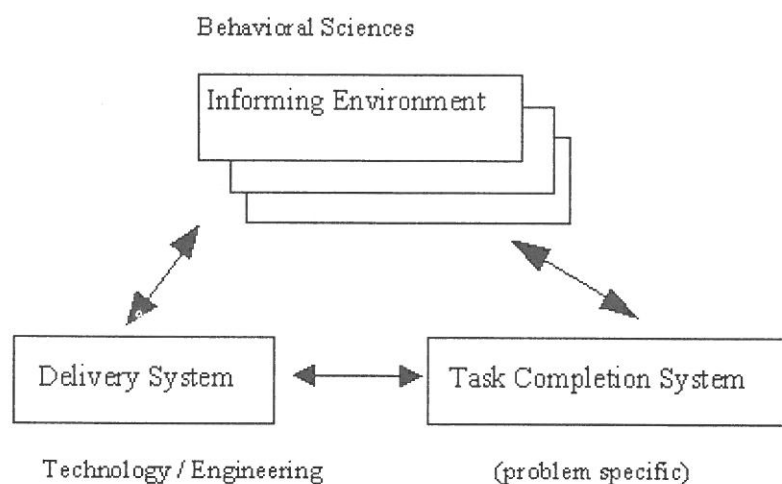 Behavioral Sciences
Informing Environment
Delivery System
Task Completion System
Technology / Engineering
(problem specific)